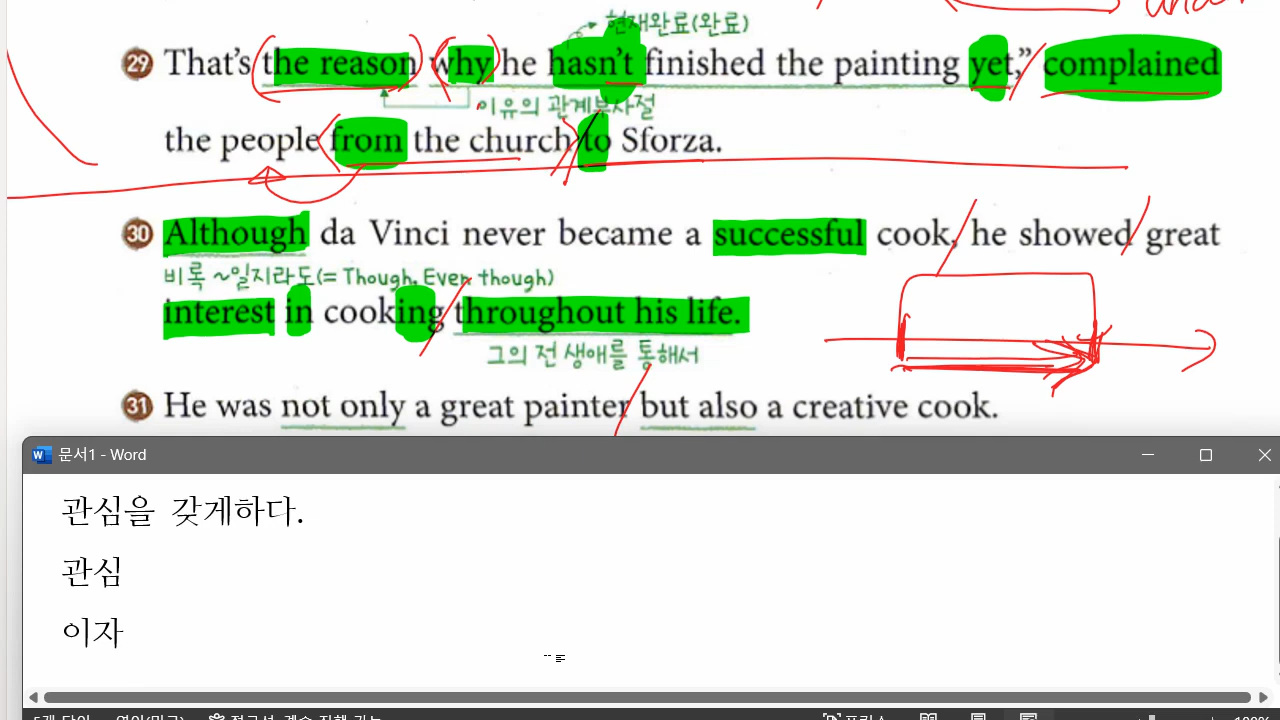 현재완료(완료)
29 That's the reason why he hasn't finished the painting yet," complained
이유의 관계부사절
the people from the church to Sforza.
30 Although da Vinci never became a successful cook, he showed great
비록 ~일지라도(= Though, Even though)
interest in cooking throughout his life.
그의 전 생애를 통해서
31 He was not only a great painter but also a creative cook.
문서1 - Word
관심을 갖게하다.
관심
이자